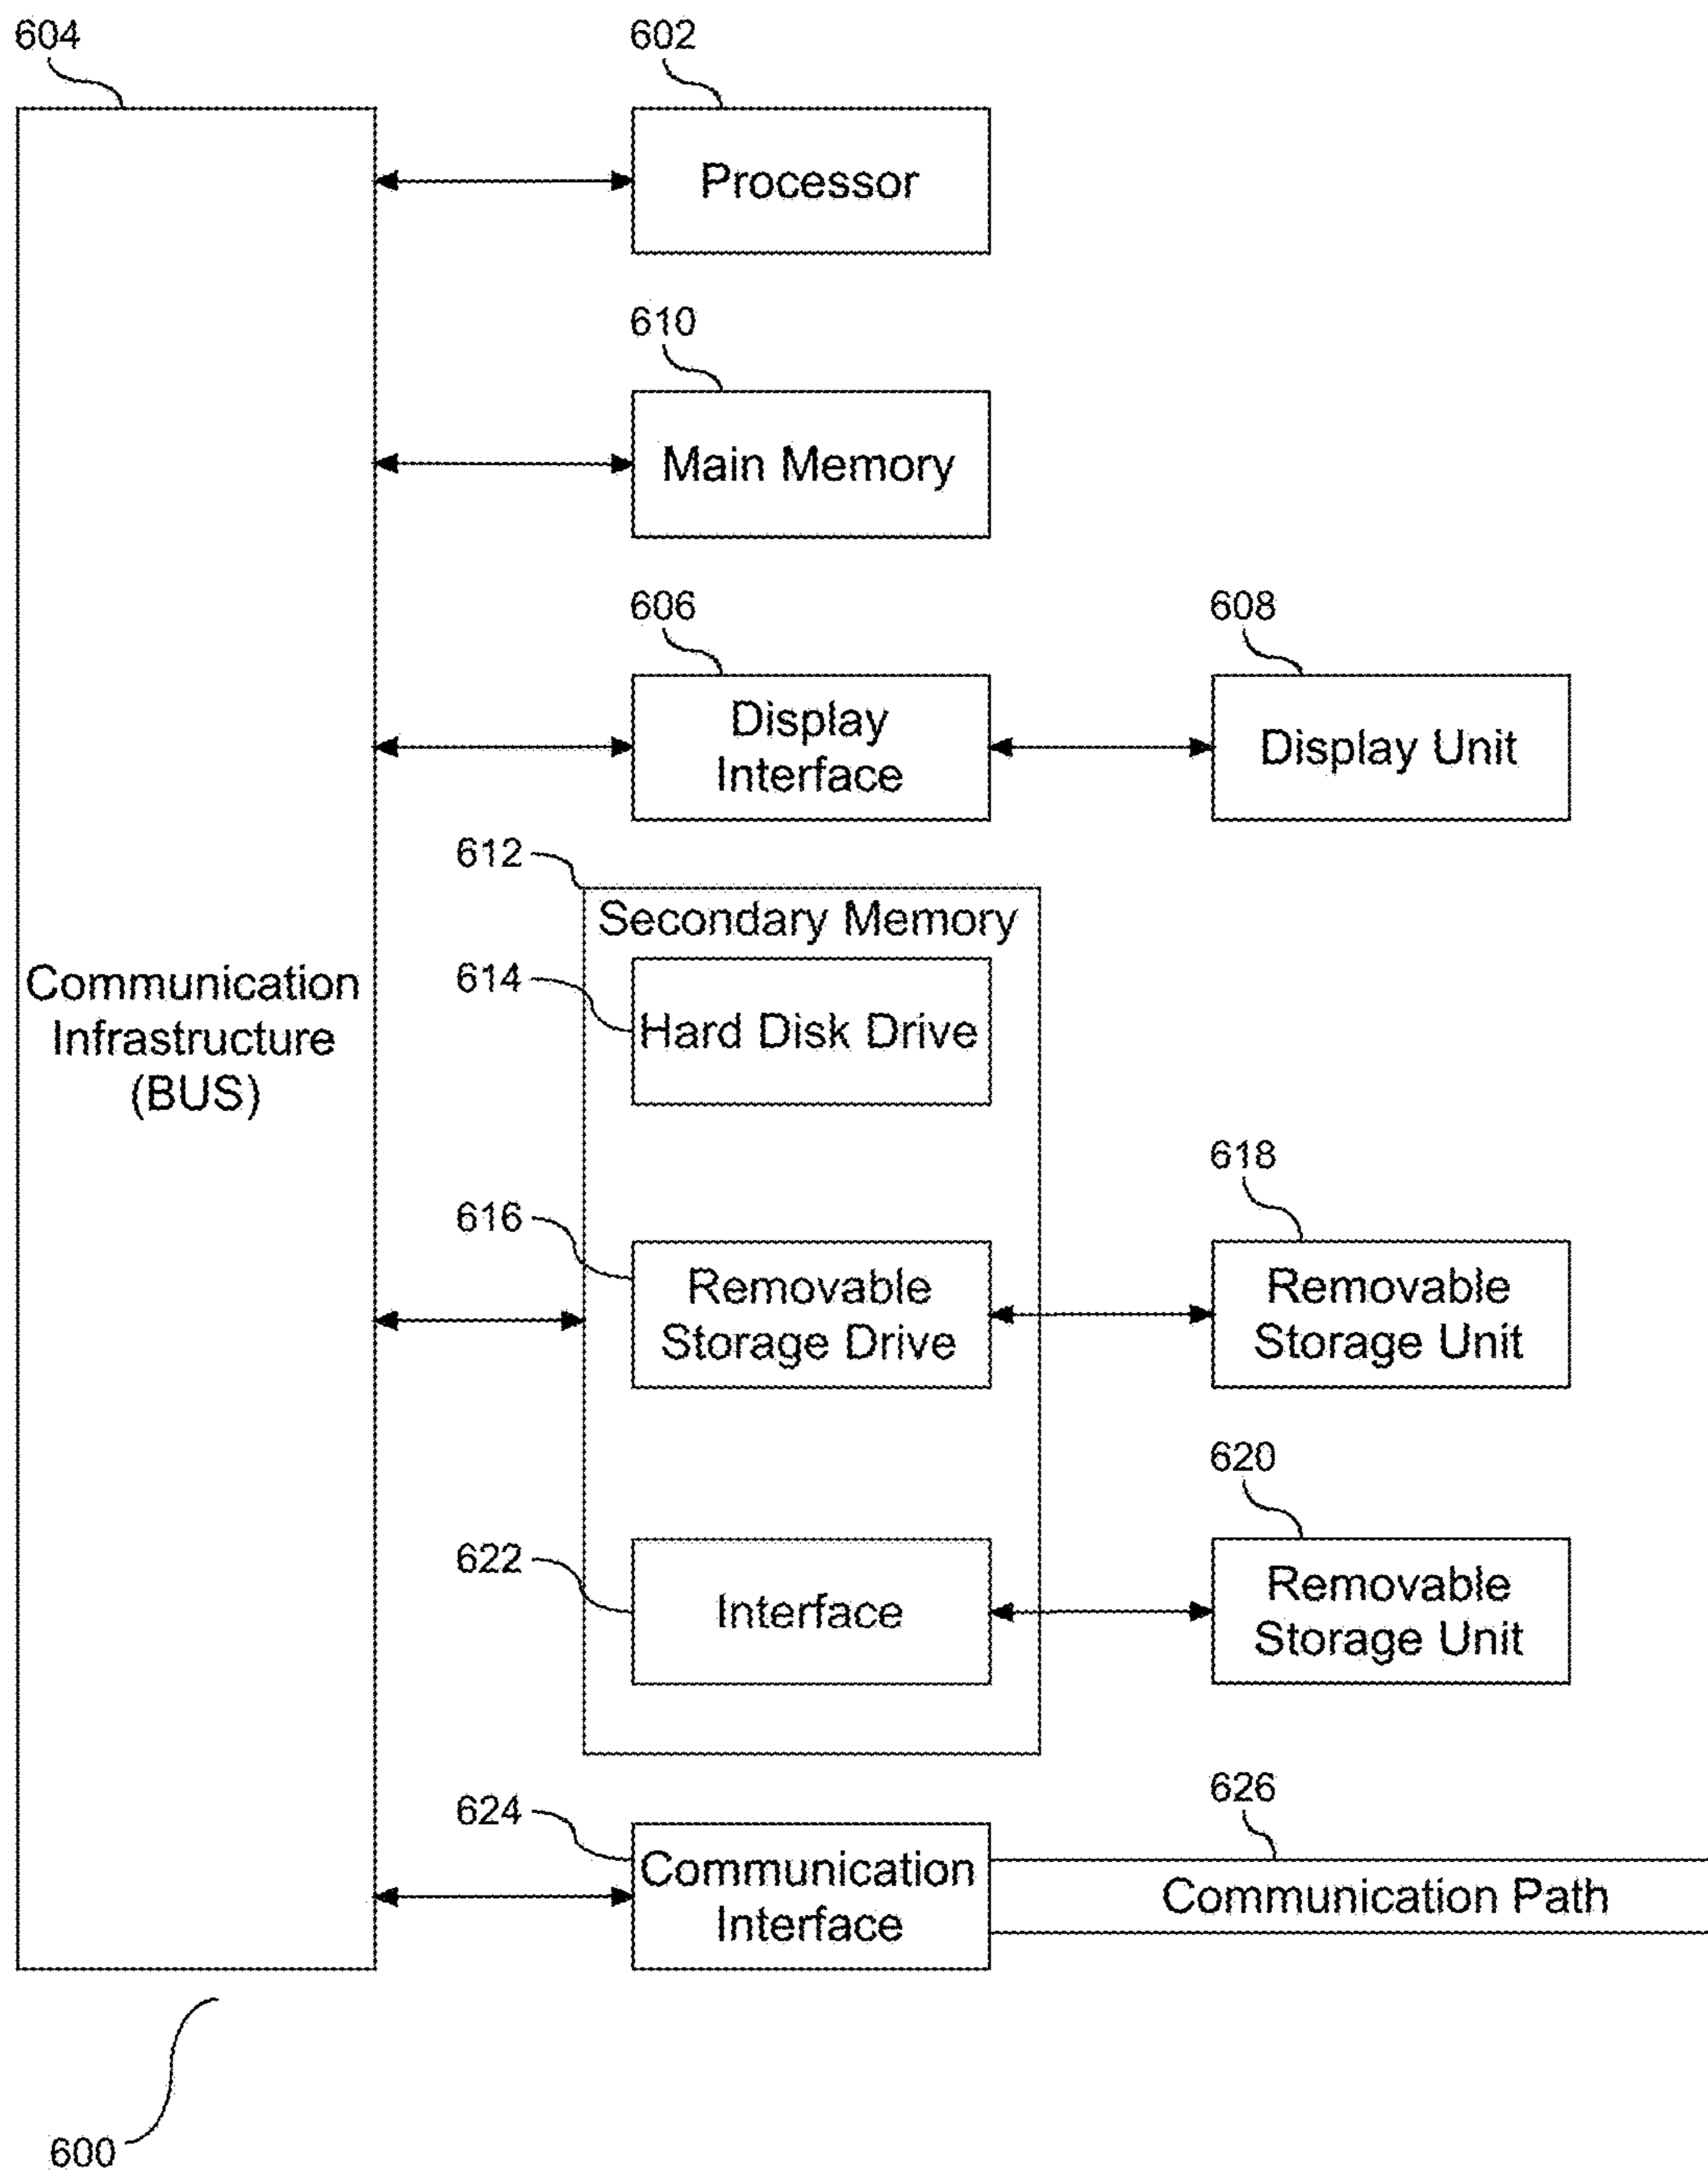 604
602
Processor
610
Main Memory
606
608
Display
Interface
Display Unit
612
Secondary Memory
614
Hard Disk Drive
Communication
Infrastructure
(BUS)
618
616
Removable
Storage Drive
Removable
Storage Unit
620
622
Interface
Removable
Storage Unit
624
626
Communication
Interface
Communication Path
600